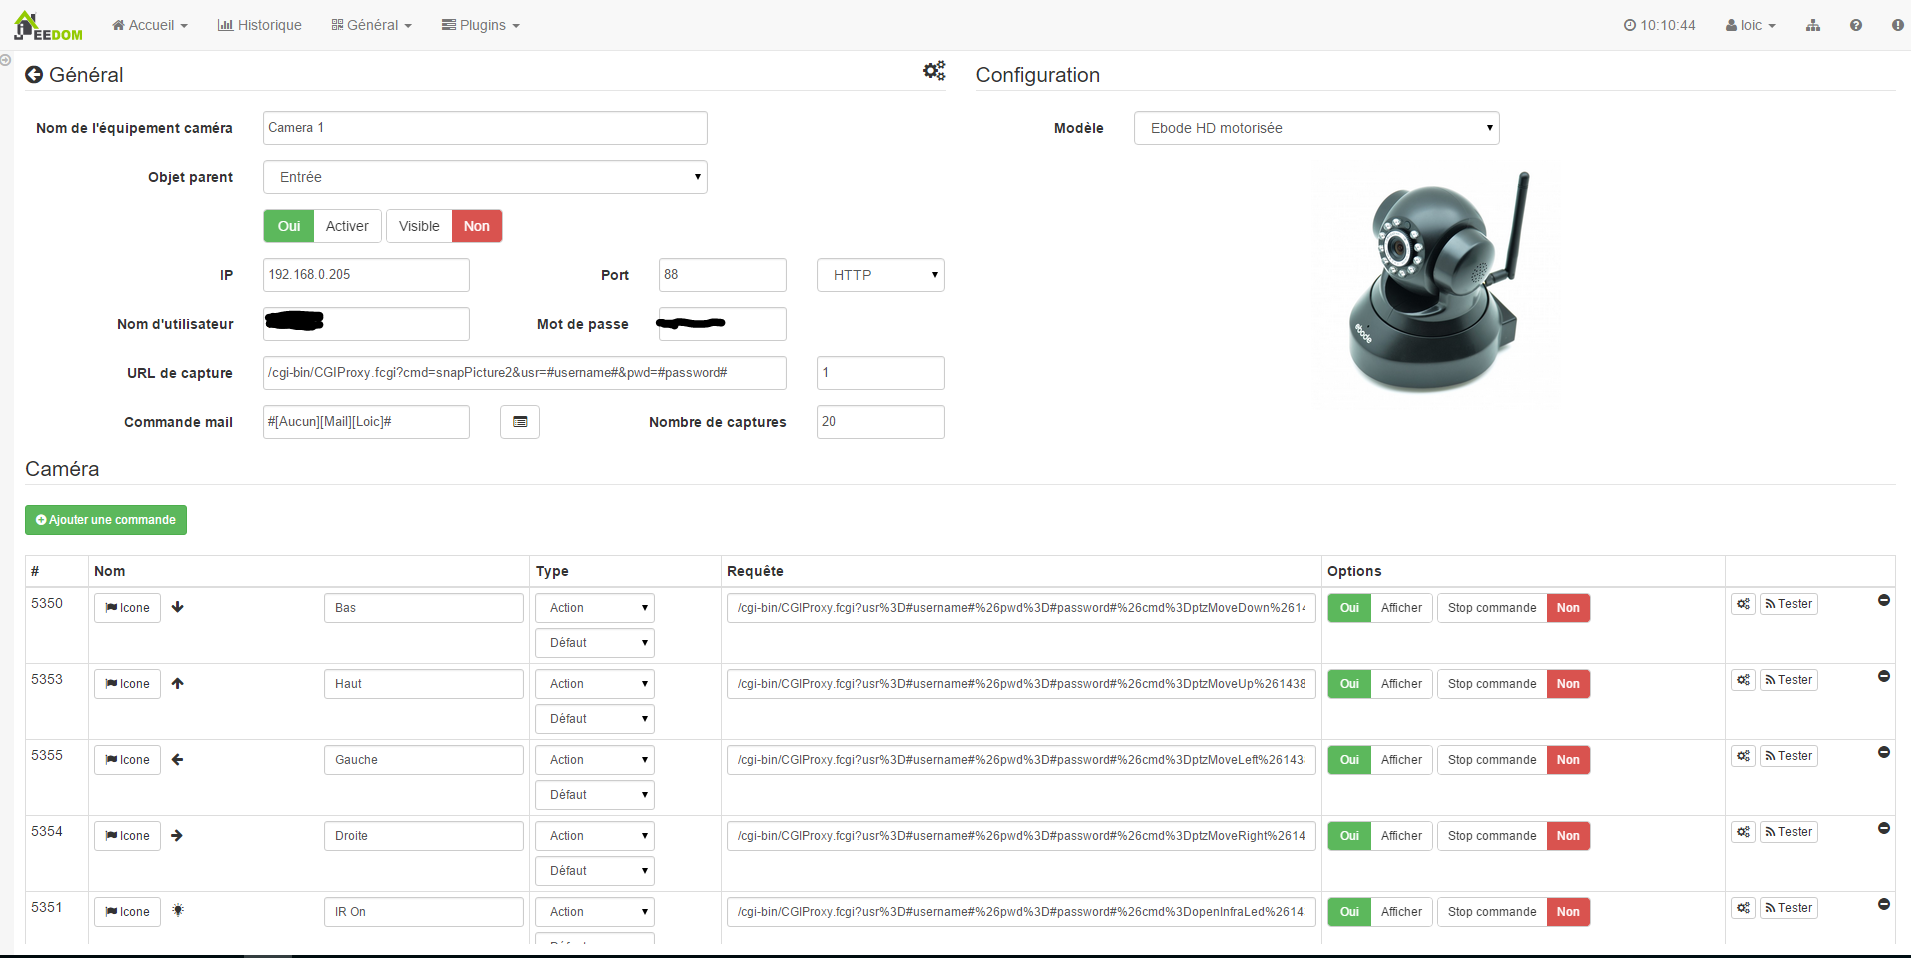 JEEDOM Accueil Historique Général Plugins 10:10:44 loic
Général
Configuration
Nom de l'équipement caméra Camera 1
Modèle Ebode HD motorisée
Objet parent Entrée
Oui Activer Visible Non
IP 192.168.0.205 Port 88 HTTP
Nom d'utilisateur Mot de passe
ebode
URL de capture /cgi-bin/CGIProxy.fcgi?cmd=snapPicture2&usr=#username#&pwd=#password# 1
Commande mail #[Aucun][Mail][Loic]# Nombre de captures 20
Caméra
Ajouter une commande
# Nom Type Requête Options
5350 Icone Bas Action /cgi-bin/CGIProxy.fcgi?usr%3D#username#%26pwd%3D#password#%26cmd%3DptzMoveDown%2614 Oui Afficher Stop commande Non Tester
Défaut
5353 Icone Haut Action /cgi-bin/CGIProxy.fcgi?usr%3D#username#%26pwd%3D#password#%26cmd%3DptzMoveUp%261438 Oui Afficher Stop commande Non Tester
Défaut
5355 Icone Gauche Action /cgi-bin/CGIProxy.fcgi?usr%3D#username#%26pwd%3D#password#%26cmd%3DptzMoveLeft%26143 Oui Afficher Stop commande Non Tester
Défaut
5354 Icone Droite Action /cgi-bin/CGIProxy.fcgi?usr%3D#username#%26pwd%3D#password#%26cmd%3DptzMoveRight%2614 Oui Afficher Stop commande Non Tester
Défaut
5351 Icone IR On Action /cgi-bin/CGIProxy.fcgi?usr%3D#username#%26pwd%3D#password#%26cmd%3DopenInfraLed%2614 Oui Afficher Stop commande Non Tester